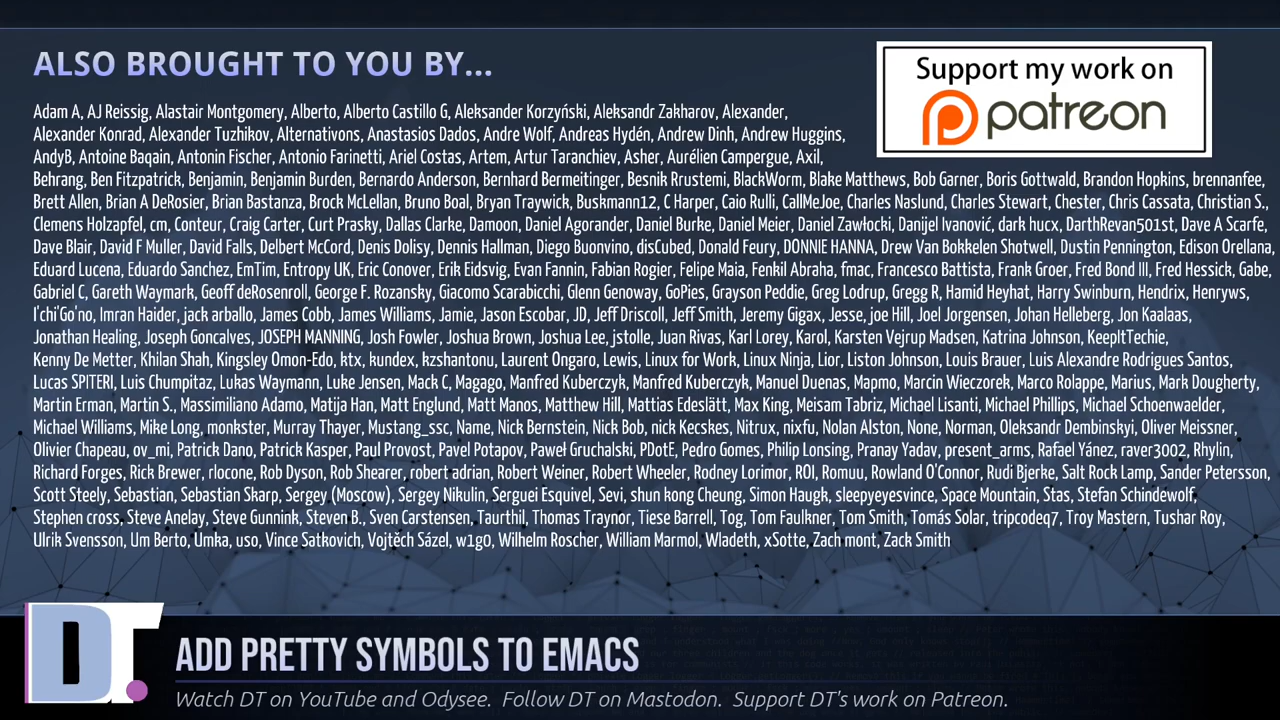 ALSO BROUGHT TO YOU BY...
Support my work on
patreon
Adam A, AJ Reissig, Alastair Montgomery, Alberto, Alberto Castillo G, Aleksander Korzyński, Aleksandr Zakharov, Alexander,
Alexander Konrad, Alexander Tuzhikov, Alternativons, Anastasios Dados, Andre Wolf, Andreas Hydén, Andrew Dinh, Andrew Huggins,
AndyB, Antoine Baqain, Antonin Fischer, Antonio Farinetti, Ariel Costas, Artem, Artur Taranchiev, Asher, Aurélien Campergue, Axil,
Behrang, Ben Fitzpatrick, Benjamin, Benjamin Burden, Bernardo Anderson, Bernhard Bermeitinger, Besnik Rrustemi, BlackWorm, Blake Matthews, Bob Garner, Boris Gottwald, Brandon Hopkins, brennanfee,
Brett Allen, Brian A DeRosier, Brian Bastanza, Brock McLellan, Bruno Boal, Bryan Traywick, Buskmann12, C Harper, Caio Rulli, CallMeJoe, Charles Naslund, Charles Stewart, Chester, Chris Cassata, Christian S.,
Clemens Holzapfel, cm, Conteur, Craig Carter, Curt Prasky, Dallas Clarke, Damoon, Daniel Argandona, Daniel Burke, Daniel Meier, Daniel Zawłocki, Danijel Ivanović, dark hucx, DarthRevan501st, Dave A Scarfe,
Dave Blair, David F Muller, David Falls, Delbert McCord, Denis Dolisy, Dennis Hallman, Diego Buonvino, disCubed, Donald Feury, DONNIE HANNA, Drew Van Bokkelen Shotwell, Dustin Pennington, Edison Orellana,
Eduard Lucena, Eduardo Sanchez, EmTim, Entropy UK, Eric Conover, Erik Eidsvig, Evan Fannin, Fabian Rogier, Felipe Maia, Fenkil Abraha, fmac, Francesco Battista, Frank Groer, Fred Bond III, Fred Hessick, Gabe,
Gabriel C, Gareth Waymark, Geoff deRosenroll, George F. Rozansky, Giacomo Scarabicchi, Glenn Genoway, GoPies, Grayson Peddie, Greg Lodrup, Gregg R, Hamid Heyhat, Harry Swinburn, Hendrix, Henryws,
I'chi'Go'no, Imran Haider, jack arballo, James Cobb, James Williams, Jamie, Jason Escobar, JD, Jeff Driscoll, Jeff Smith, Jeremy Gigax, Jesse, joe Hill, Joel Jorgensen, Johan Helleberg, Jon Kaalaas,
Jonathan Healing, Joseph Goncalves, JOSEPH MANNING, Josh Fowler, Joshua Brown, Joshua Lee, jstolle, Juan Rivas, Karl Lorey, Karol, Karsten Vejrup Madsen, Katrina Johnson, KeepItTechie,
Kenny De Metter, Khilan Shah, Kingsley Omon-Edo, ktx, kundex, kzshantonu, Laurent Ongaro, Lewis, Linux for Work, Linux Ninja, Lior, Liston Johnson, Louis Brauer, Luis Alexandre Rodrigues Santos,
Lucas SPITERI, Luis Chumpitaz, Lukas Waymann, Luke Jensen, Mack C, Magago, Manfred Kuberczyk, Manfred Kuberczyk, Manuel Duenas, Mapmo, Marcin Wieczorek, Marco Rolappe, Marius, Mark Dougherty,
Martin Erman, Martin S., Massimiliano Adamo, Matija Han, Matt Englund, Matt Manos, Matthew Hill, Mattias Edeslätt, Max King, Meisam Tabriz, Michael Lisanti, Michael Phillips, Michael Schoenwaelder,
Michael Williams, Mike Long, monkster, Murray Thayer, Mustang_ssc, Name, Nick Bernstein, Nick Bob, nick Kecskes, Nitrux, nixfu, Nolan Alston, None, Norman, Oleksandr Dembinskyi, Oliver Meissner,
Olivier Chapeau, ov_mi, Patrick Dano, Patrick Kasper, Paul Provost, Pavel Potapov, Paweł Gruchalski, PDotE, Pedro Gomes, Philip Lonsing, Pranay Yadav, present_arms, Rafael Yánez, raver3002, Rhylin,
Richard Forges, Rick Brewer, rlocone, Rob Dyson, Rob Shearer, robert adrian, Robert Weiner, Robert Wheeler, Rodney Lorimor, ROI, Romuu, Rowland O'Connor, Rudi Bjerke, Salt Rock Lamp, Sander Petersson,
Scott Steely, Sebastian, Sebastian Skarp, Sergey (Moscow), Sergey Nikulin, Serguei Esquivel, Sevi, shun kong Cheung, Simon Haugk, sleepyeyesvince, Space Mountain, Stas, Stefan Schindewolf,
Stephen cross, Steve Anelay, Steve Gunnink, Steven B., Sven Carstensen, Taurthil, Thomas Traynor, Tiese Barrell, Tog, Tom Faulkner, Tom Smith, Tomás Solar, tripcodeq7, Troy Mastern, Tushar Roy,
Ulrik Svensson, Um Berto, Umka, uso, Vince Satkovich, Vojtěch Sázel, w1g0, Wilhelm Roscher, William Marmol, Wladeth, xSotte, Zach mont, Zack Smith
DT.
ADD PRETTY SYMBOLS TO EMACS
Watch DT on YouTube and Odysee. Follow DT on Mastodon. Support DT's work on Patreon.